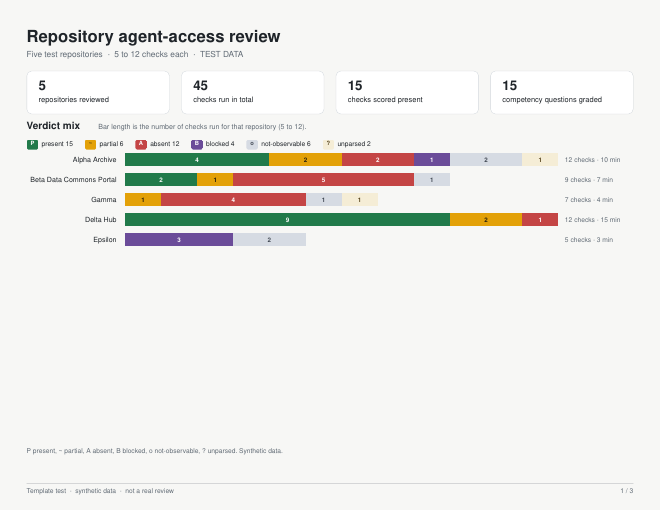 Repository agent-access review
Five test repositories · 5 to 12 checks each · TEST DATA
5 45 15 15
repositories reviewed checks run in total checks scored present competency questions graded
Verdict mix Bar length is the number of checks run for that repository (5 to 12).
P present 15 ~ partial 6 A absent 12 B blocked 4 o not-observable 6 ? unparsed 2
Alpha Archive 4 2 2 1 2 1 12 checks · 10 min
Beta Data Commons Portal 2 1 5 1 9 checks · 7 min
Gamma 1 4 1 1 7 checks · 4 min
Delta Hub 9 2 1 12 checks · 15 min
Epsilon 3 2 5 checks · 3 min
P present, ~ partial, A absent, B blocked, o not-observable, ? unparsed. Synthetic data.
Template test · synthetic data · not a real review 1 / 3